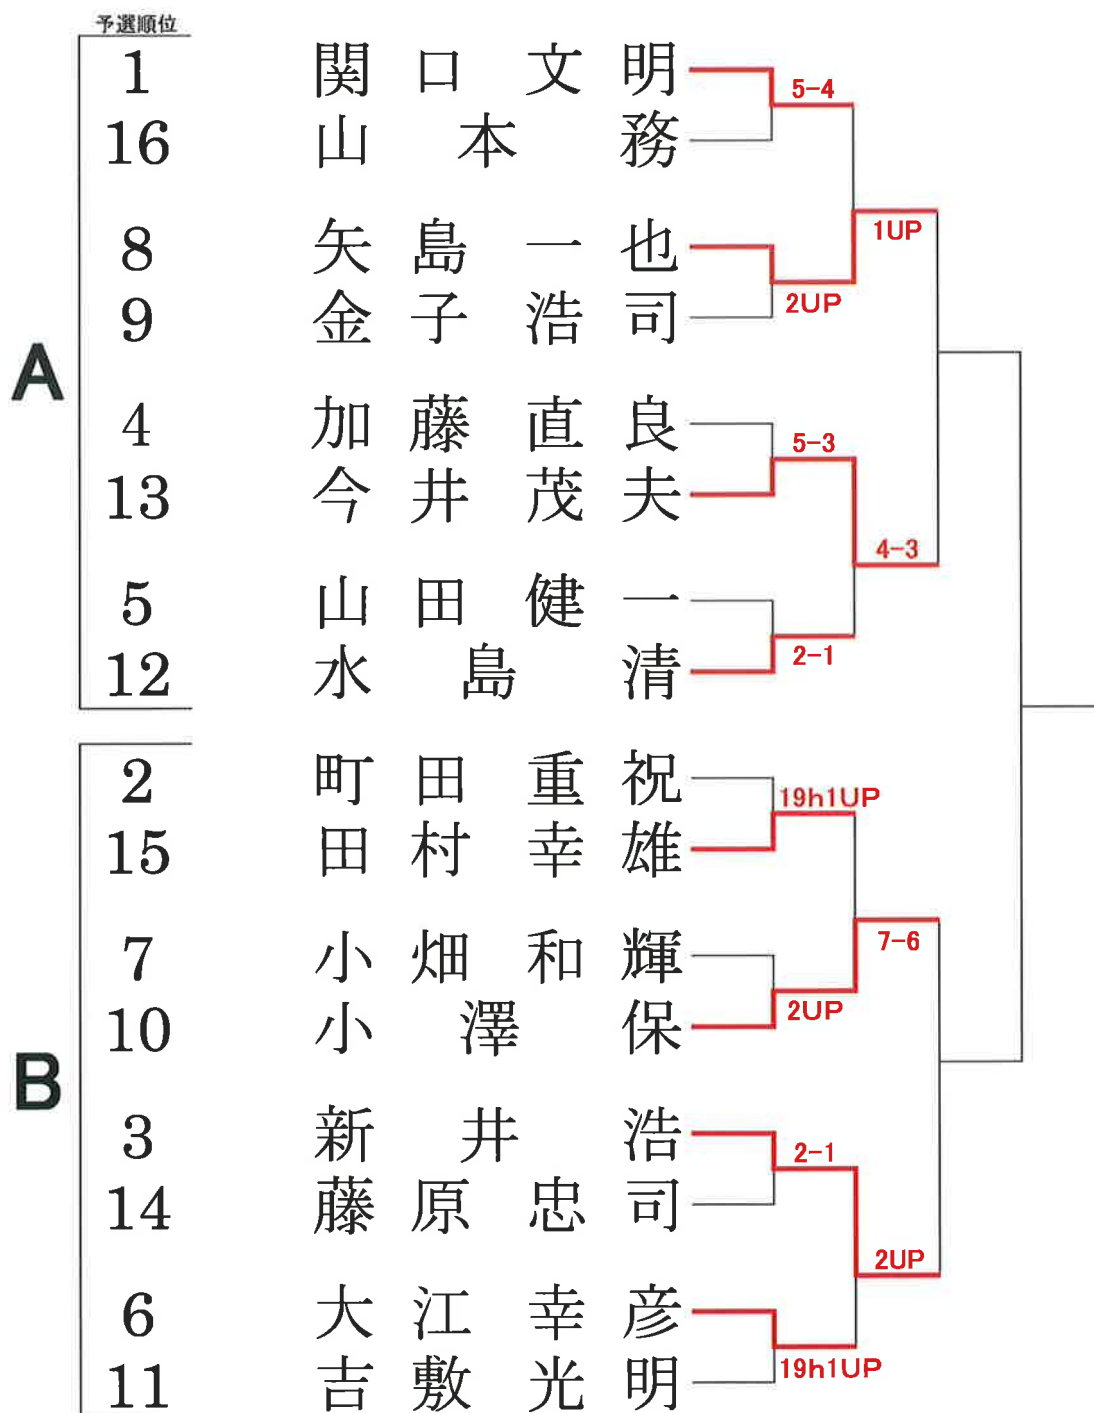 予選順位
1 関口文明
5-4
16 山本務
1UP
8 矢島一也
2UP
9 金子浩司
A
4 加藤直良
5-3
13 今井茂夫
4-3
5 山田健一
2-1
12 水島清
2 町田重祝
19h1UP
15 田村幸雄
7-6
7 小畑和輝
2UP
10 小澤保
B
3 新井浩
2-1
14 藤原忠司
2UP
6 大江幸彦
19h1UP
11 吉敷光明